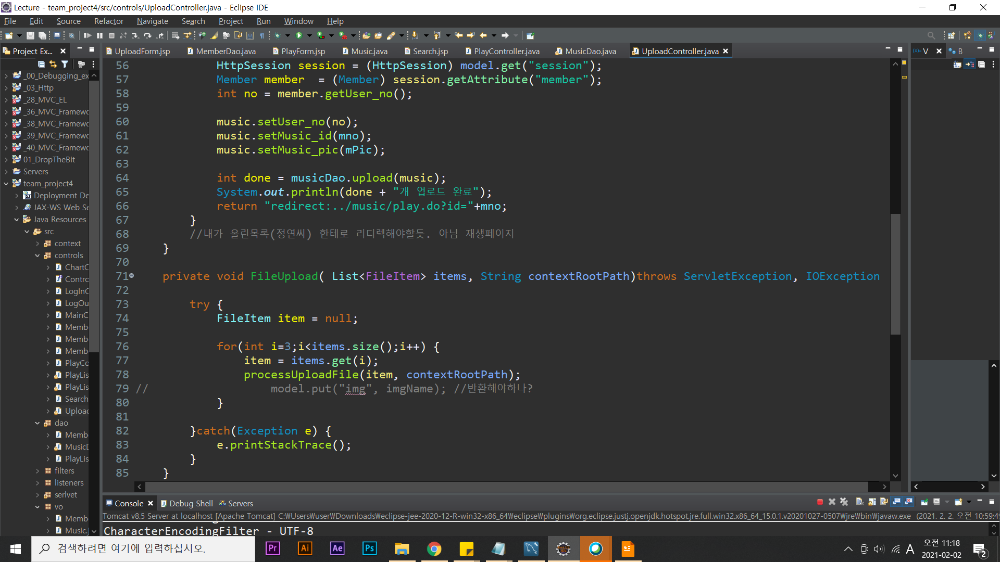 Lecture - team_project4/src/controls/UploadController.java - Eclipse IDE
File Edit Source Refactor Navigate Search Project Run Window Help
Project Ex...
UploadForm.jsp MemberDao.java PlayForm.jsp Music.java Search.jsp PlayController.java MusicDao.java UploadController.java
V B
_00_Debugging_ex
_03_Http
_28_MVC_EL
_36_MVC_Framewo
_38_MVC_Framewo
_39_MVC_Framewo
_40_MVC_Framewo
01_DropTheBit
Servers
team_project4
Deployment De
JAX-WS Web Se
Java Resources
src
context
controls
ChartC
Contro
LogInC
LogOu
MainC
Memb
Memb
Memb
PlayCo
PlayLis
PlayLis
Search
Upload
dao
Memb
MusicD
PlayLis
filters
listeners
serlvet
vo
Memb
Music.j
56 HttpSession session = (HttpSession) model.get("session");
57 Member member  = (Member) session.getAttribute("member");
58 int no = member.getUser_no();
59
60 music.setUser_no(no);
61 music.setMusic_id(mno);
62 music.setMusic_pic(mPic);
63
64 int done = musicDao.upload(music);
65 System.out.println(done + "개 업로드 완료");
66 return "redirect:../music/play.do?id="+mno;
67 }
68 //내가 올린목록(정연씨) 한테로 리디렉해야할듯. 아님 재생페이지
69 }
70
71 private void FileUpload( List<FileItem> items, String contextRootPath)throws ServletException, IOException
72
73 try {
74 FileItem item = null;
75
76 for(int i=3;i<items.size();i++) {
77 item = items.get(i);
78 processUploadFile(item, contextRootPath);
79 // model.put("img", imgName); //반환해야하나?
80 }
81
82 }catch(Exception e) {
83 e.printStackTrace();
84 }
85 }
Console Debug Shell Servers
Tomcat v8.5 Server at localhost [Apache Tomcat] C:₩Users₩user₩Downloads₩eclipse-jee-2020-12-R-win32-x86_64₩eclipse₩plugins₩org.eclipse.justj.openjdk.hotspot.jre.full.win32.x86_64_15.0.1.v20201027-0507₩jre₩bin₩javaw.exe (2021. 2. 2. 오전 10:59:49
CharacterEncodingFilter - UTF-8
검색하려면 여기에 입력하십시오.
Pr Ai Ae Ps
A
오전 11:18
2021-02-02
2